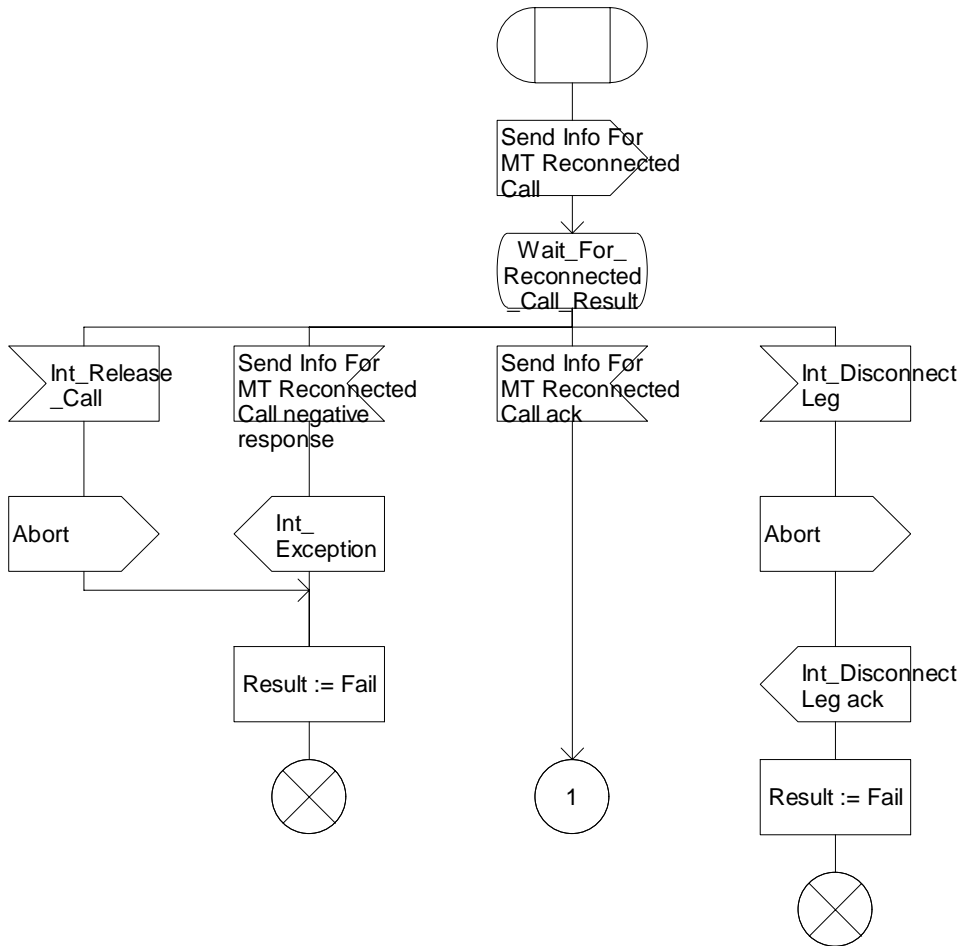 Send Info For
MT Reconnected
Call
Wait_For_
Reconnected
_Call_Result
Int_Release
_Call
Send Info For
MT Reconnected
Call negative
response
Send Info For
MT Reconnected
Call ack
Int_Disconnect
Leg
Abort
Int_
Exception
Abort
Result := Fail
Int_Disconnect
Leg ack
1
Result := Fail